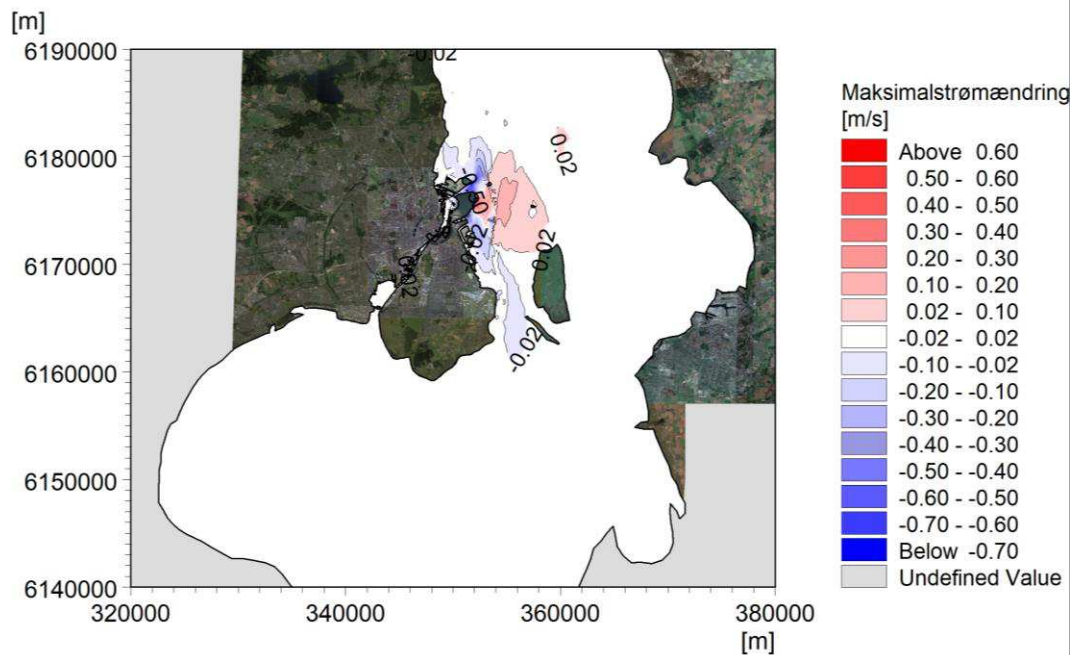 [m]
6190000
6180000
6170000
6160000
6150000
6140000
320000 340000 360000 380000
[m]
-0.02
0.02
-0.50
0.02
-0.02
Maksimalstrømændring
[m/s]
Above 0.60
0.50 - 0.60
0.40 - 0.50
0.30 - 0.40
0.20 - 0.30
0.10 - 0.20
0.02 - 0.10
-0.02 - 0.02
-0.10 - -0.02
-0.20 - -0.10
-0.30 - -0.20
-0.40 - -0.30
-0.50 - -0.40
-0.60 - -0.50
-0.70 - -0.60
Below -0.70
Undefined Value